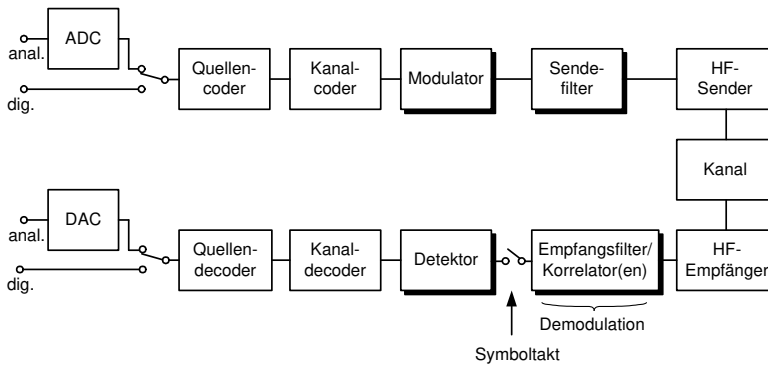 ADC
anal.
dig.
Quellen-
coder
Kanal-
coder
Modulator
Sende-
filter
HF-
Sender
Kanal
DAC
anal.
dig.
Quellen-
decoder
Kanal-
decoder
Detektor
Empfangsfilter/
Korrelator(en)
HF-
Empfänger
Demodulation
Symboltakt